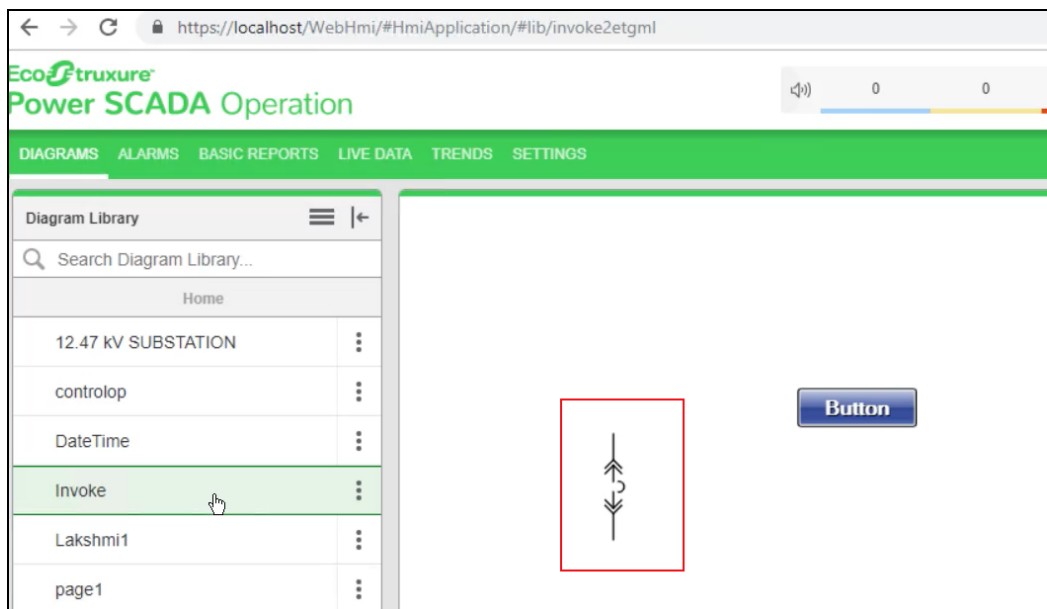 https://localhost/WebHmi/#HmiApplication/#lib/invoke2etgml
EcoStruxure™
Power SCADA Operation
0 0
DIAGRAMS ALARMS BASIC REPORTS LIVE DATA TRENDS SETTINGS
Diagram Library
Search Diagram Library...
Home
12.47 kV SUBSTATION
controlop
DateTime
Invoke
Lakshmi1
page1
Button